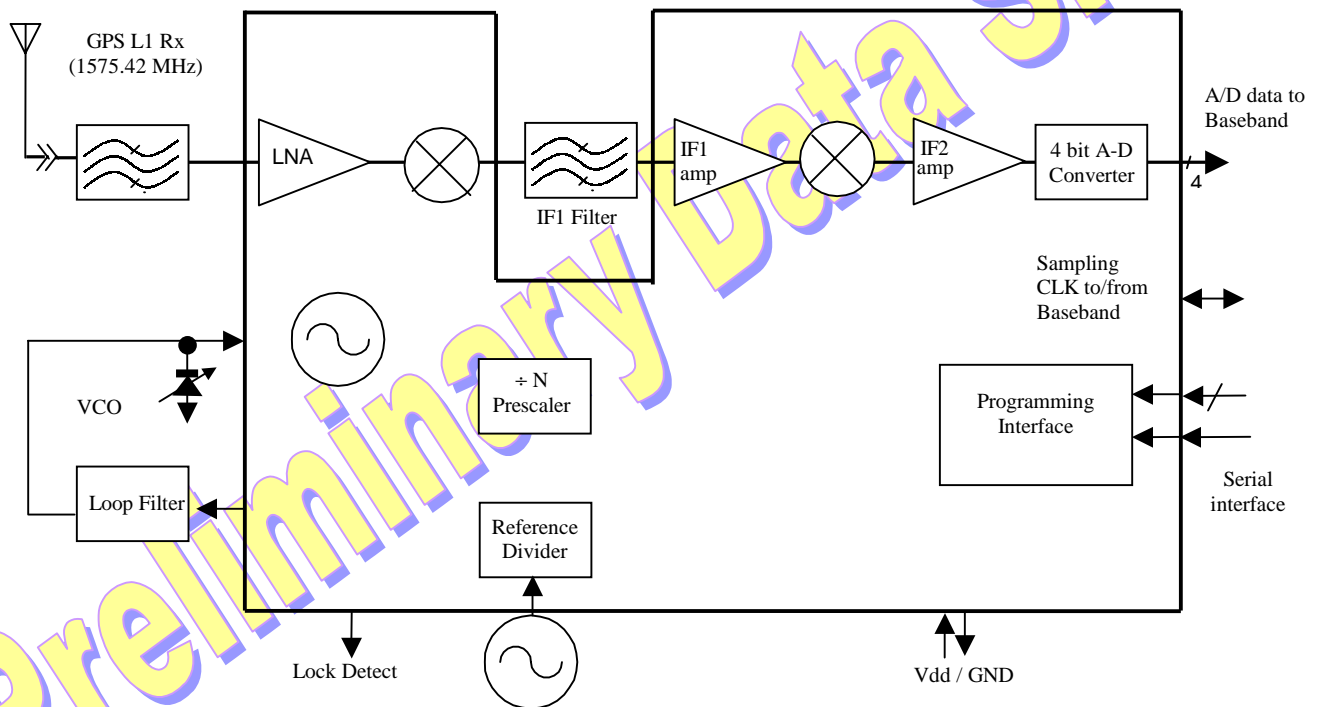 GPS L1 Rx
(1575.42 MHz)
LNA
IF1 Filter
IF1
amp
IF2
amp
4 bit A-D
Converter
A/D data to
Baseband
4
Sampling
CLK to/from
Baseband
VCO
÷ N
Prescaler
Programming
Interface
Loop Filter
Reference
Divider
Serial
interface
Lock Detect
Vdd / GND
Preliminary Data